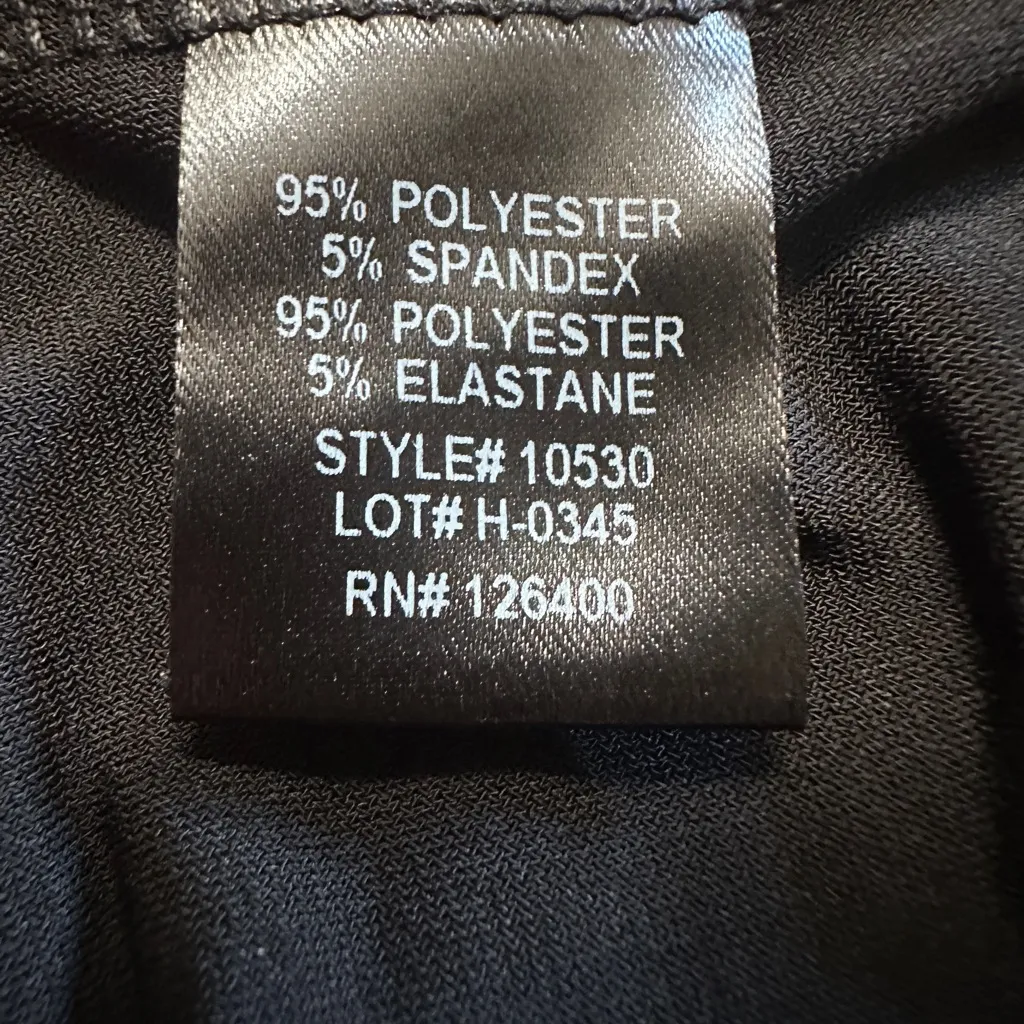 95% POLYESTER
5% SPANDEX
95% POLYESTER
5% ELASTANE
STYLE# 10530
LOT# H-0345
RN# 126400